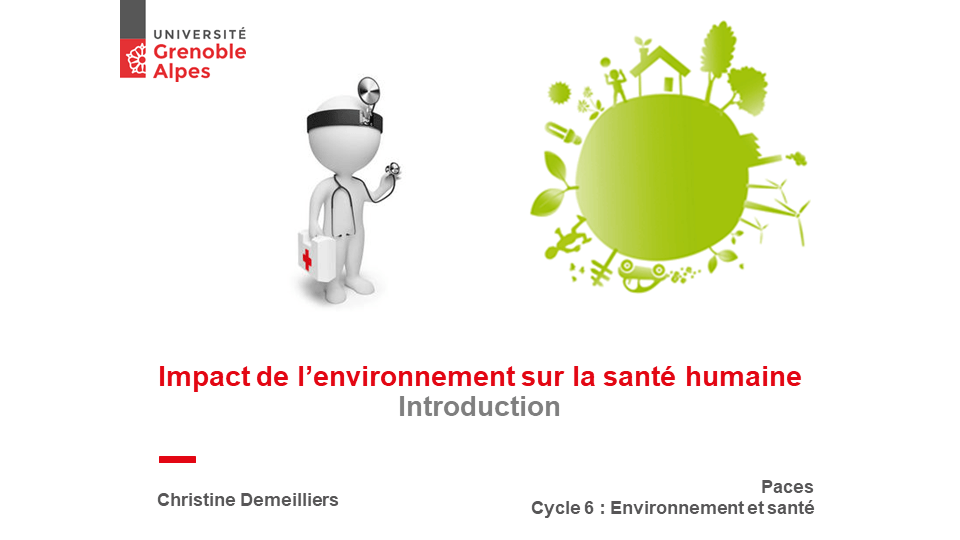 UNIVERSITÉ
Grenoble
Alpes
Impact de l’environnement sur la santé humaine
Introduction
Christine Demeilliers
Paces
Cycle 6 : Environnement et santé